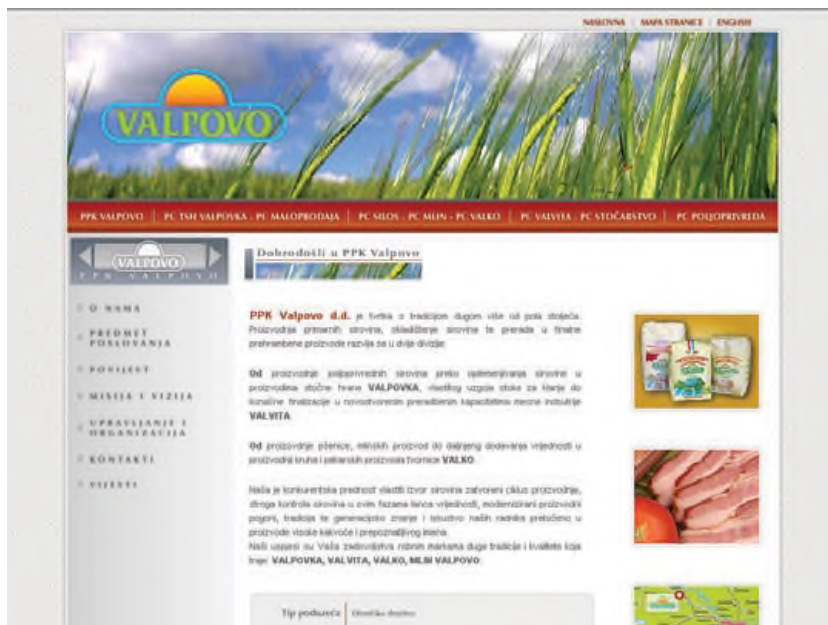 NASLOVNA | MAPA STRANICE | ENGLISH
VALPOVO
PPK VALPOVO | PC TSH VALPOVKA - PC MALOPRODAJA | PC SILOS - PC MLIN - PC VALKO | PC VALVITA - PC STOČARSTVO | PC POLJOPRIVREDA
VALPOVO
PPK VALPOVO
O NAMA
PREDMET
POSLOVANJA
POVIJEST
MISIJA I VIZIJA
UPRAVLJANJE I
ORGANIZACIJA
KONTAKTI
VIJESTI
Dobrodošli u PPK Valpovo
PPK Valpovo d.d. je tvrtka s tradicijom dugom više od pola stoljeća.
Proizvodnja primarnih sirovina, skladištenje sirovina te prerada u finalne
prehrambene proizvode razvija se u dvije divizije:
Od proizvodnje poljoprivrednih sirovina preko oplemenjivanja sirovine u
proizvodima stočne hrane VALPOVKA, vlastitog uzgoja stoke za klanje do
konačne finalizacije u novootvorenim prerađbenim kapacitetima mesne industrije
VALVITA.
Od proizvodnje pšenice, mlinskih proizvod do daljnjeg dodavanja vrijednosti u
proizvodnji kruha i pekarskih proizvoda tvornice VALKO.
Naša je konkurentska prednost vlastiti izvor sirovina zatvoreni ciklus proizvodnje,
stroga kontrola sirovina u svim fazama lanca vrijednosti, modernizirani proizvodni
pogoni, tradicija te generacijsko znanje i iskustvo naših radnika pretočeno u
proizvode visoke kakvoće i prepoznatljivog imena.
Naši uspjesi su Vaša zadovoljstva robnim markama duge tradicije i kvalitete koja
traje: VALPOVKA, VALVITA, VALKO, MLIN VALPOVO.
Tip poduzeća | Dioničko društvo